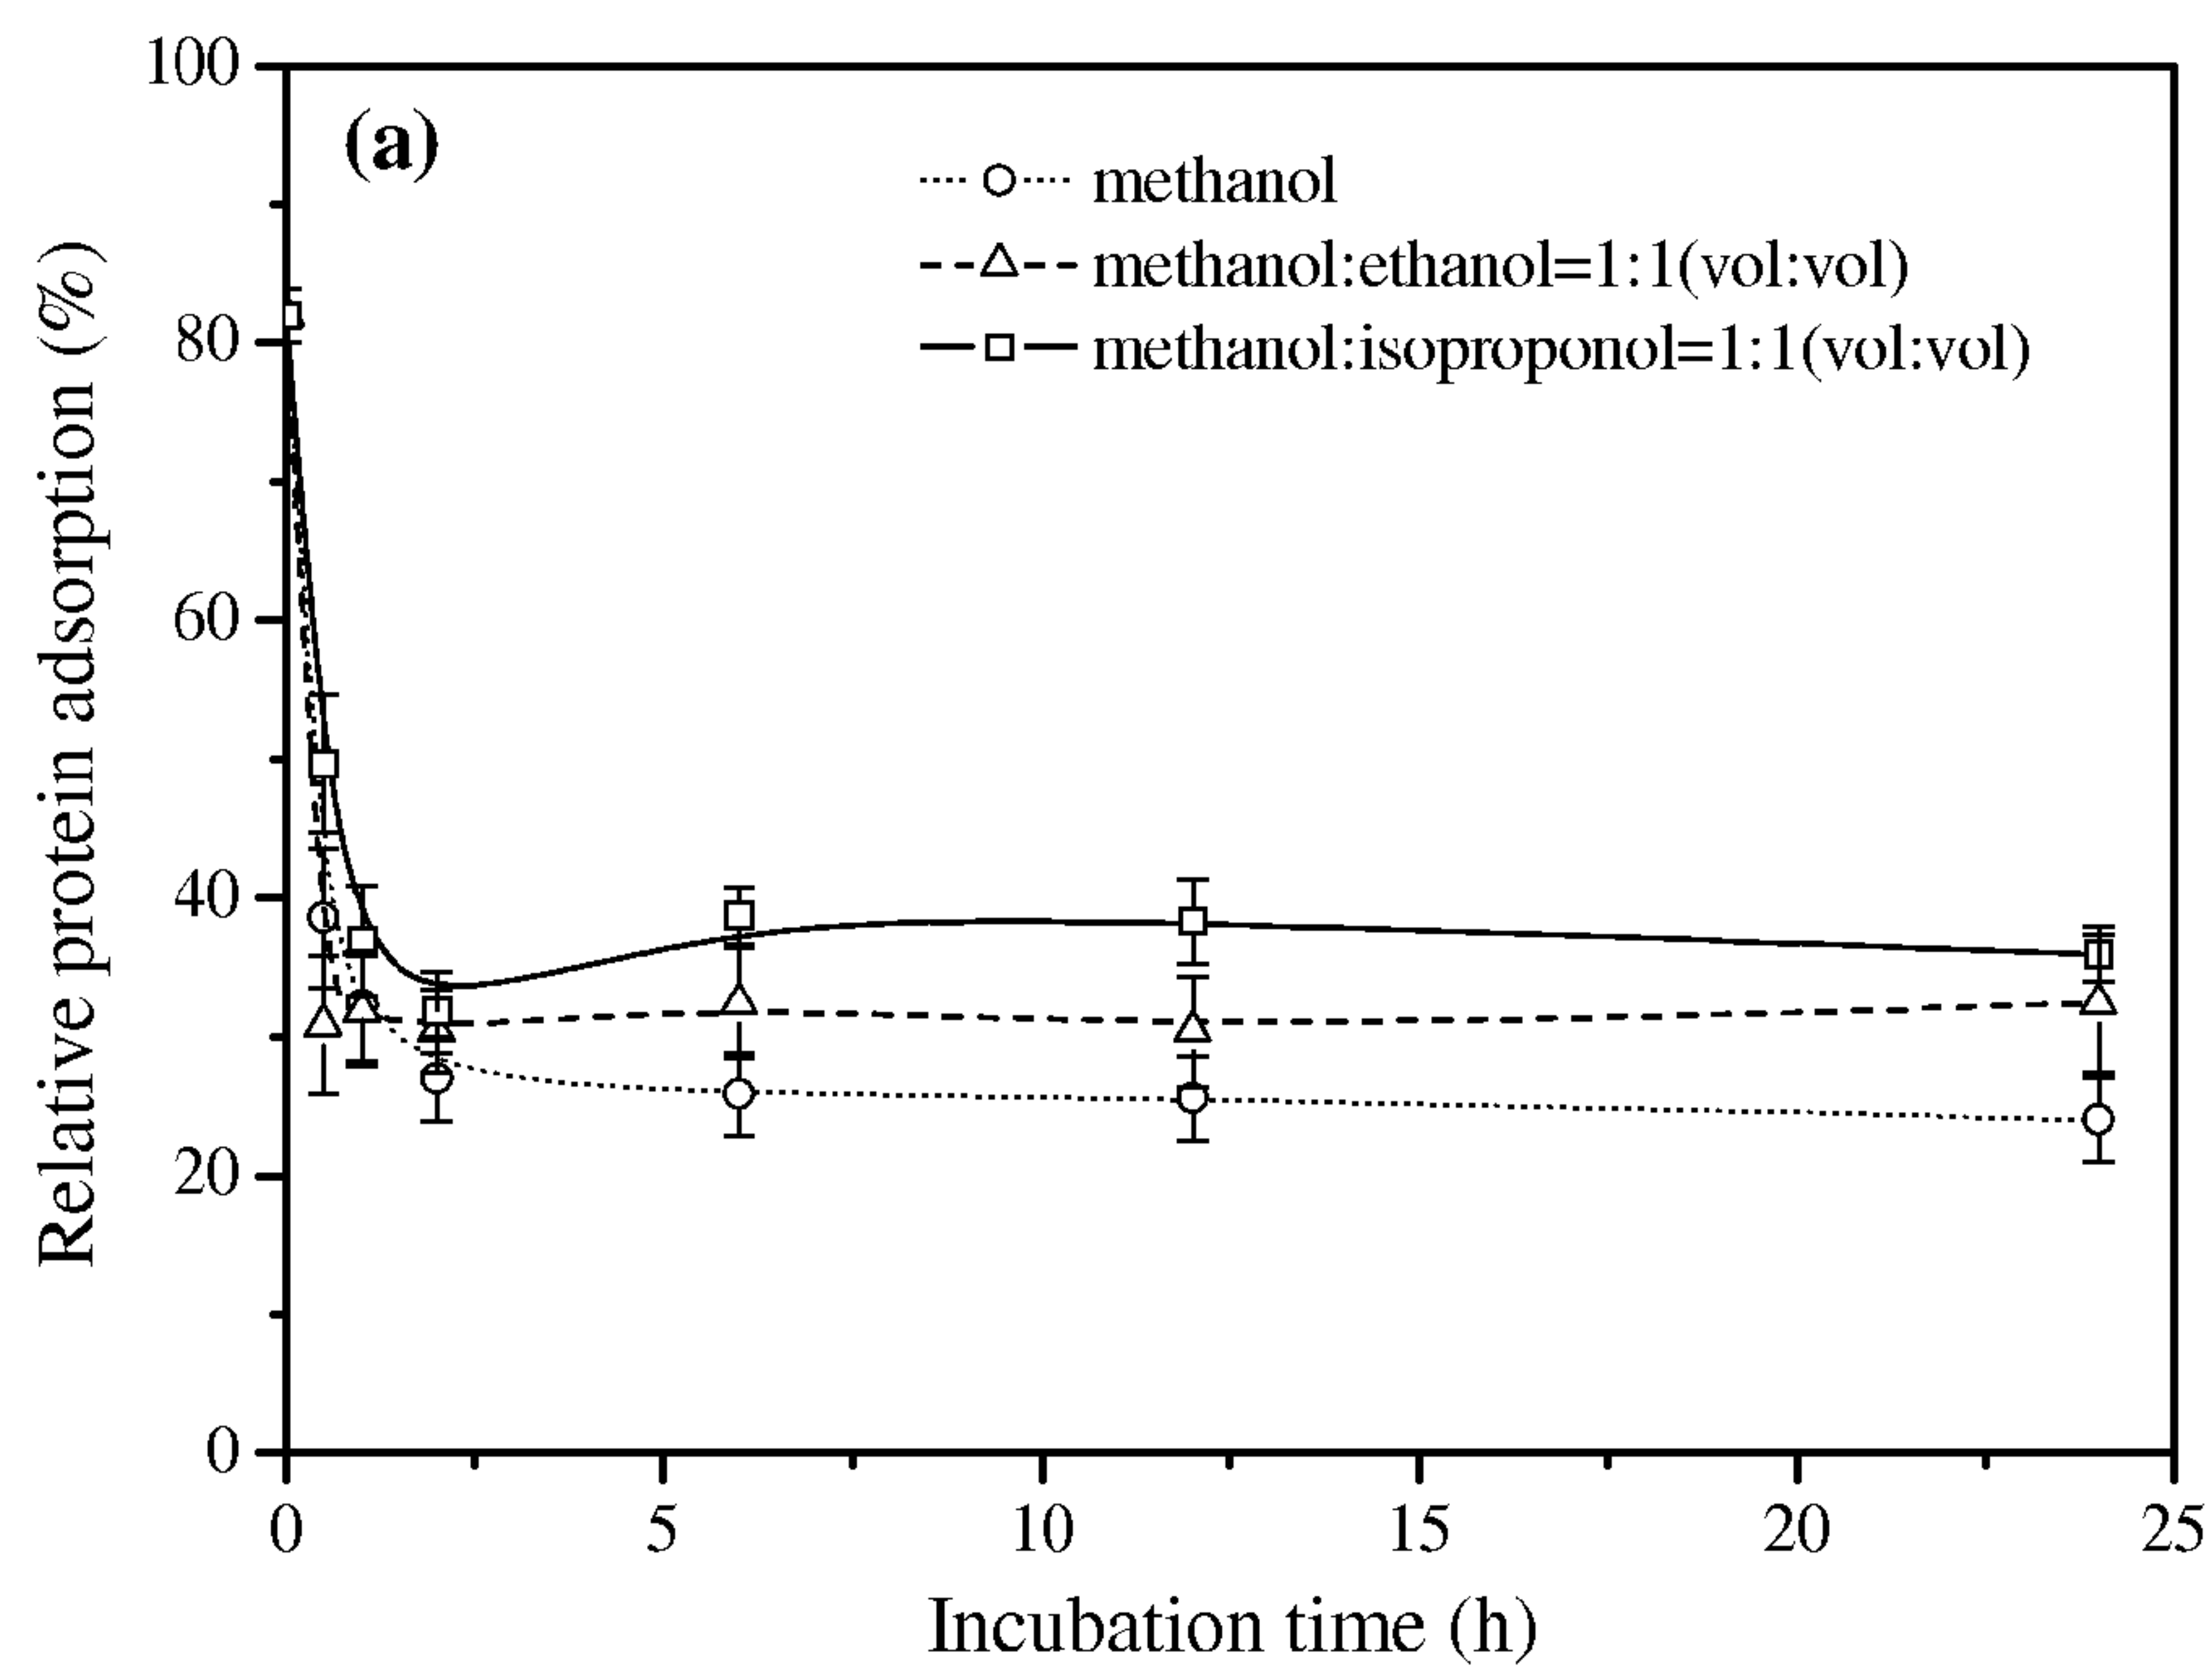 (a)
methanol
methanol:ethanol=1:1(vol:vol)
methanol:isoproponol=1:1(vol:vol)
Relative protein adsorption (%)
100
80
60
40
20
0
0 5 10 15 20 25
Incubation time (h)